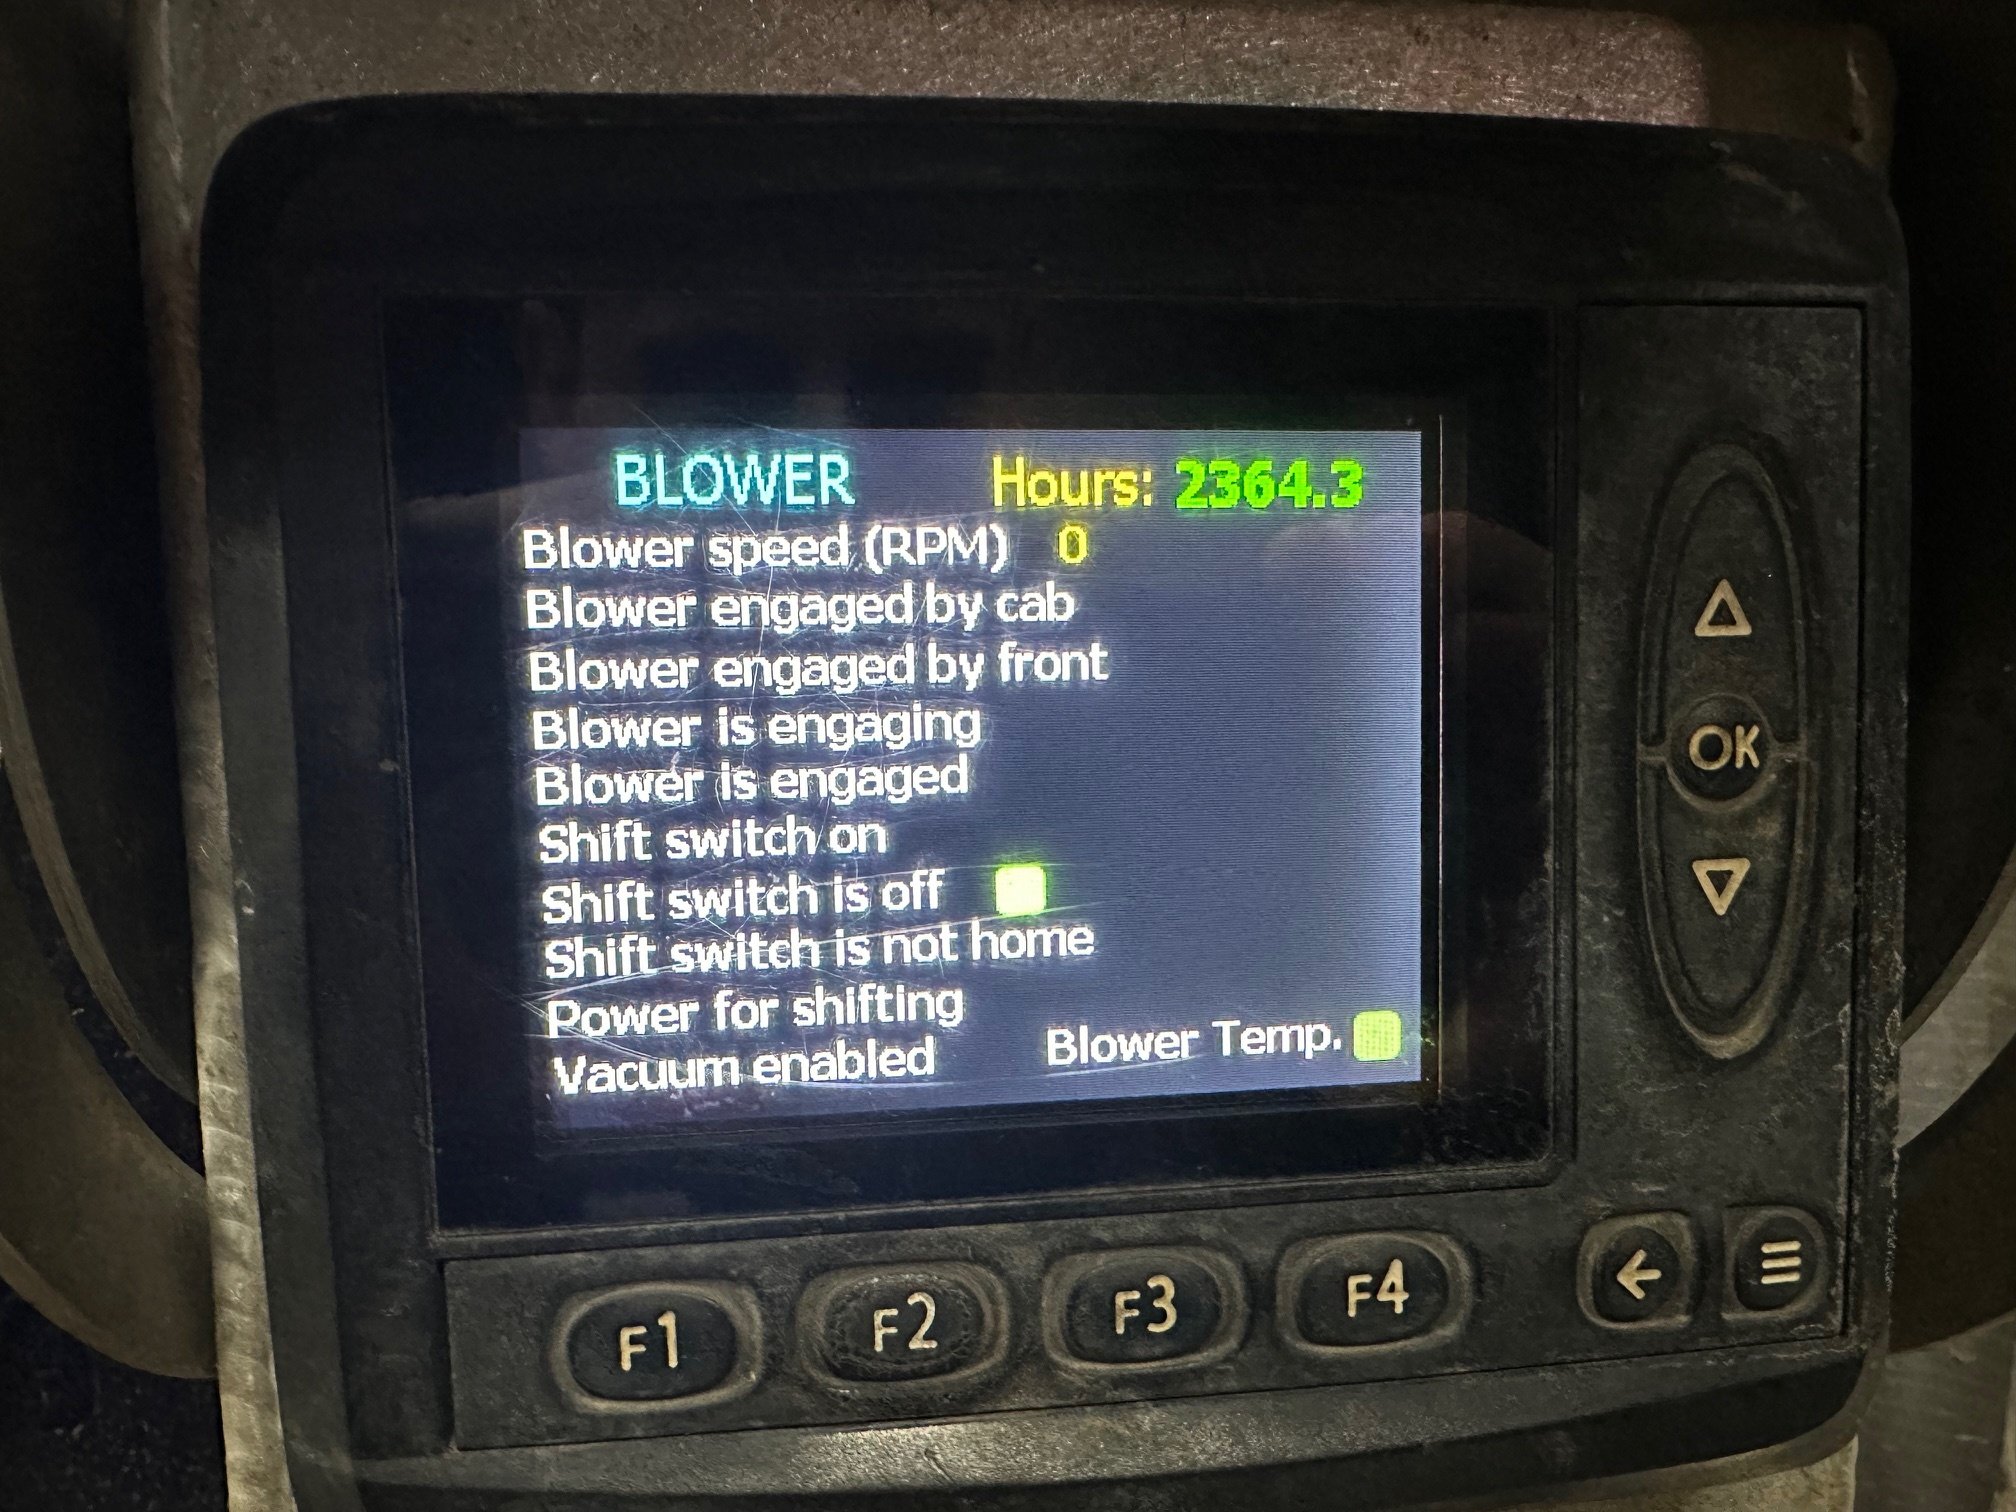 BLOWER Hours: 2364.3
Blower speed (RPM) 0
Blower engaged by cab
Blower engaged by front
Blower is engaging
Blower is engaged
Shift switch on
Shift switch is off
Shift switch is not home
Power for shifting
Vacuum enabled Blower Temp.
OK
F1 F2 F3 F4